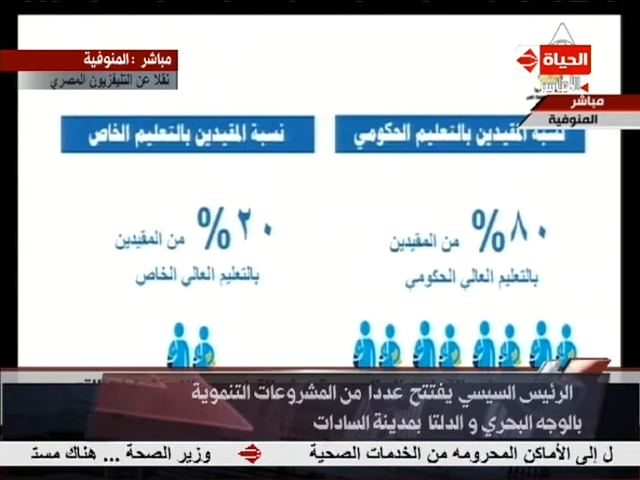 مباشر : المنوفية
نقلا عن التليفزيون المصري
الحياة
مباشر
المنوفية
نسبة المقيدين بالتعليم الحكومي
نسبة المقيدين بالتعليم الخاص
%٨٠ من المقيدين
بالتعليم العالي الحكومي
%٢٠ من المقيدين
بالتعليم العالي الخاص
الرئيس السيسي يفتتح عددا من المشروعات التنموية
بالوجه البحري و الدلتا بمدينة السادات
ل إلى الأماكن المحرومه من الخدمات الصحية
وزير الصحة ... هناك مست